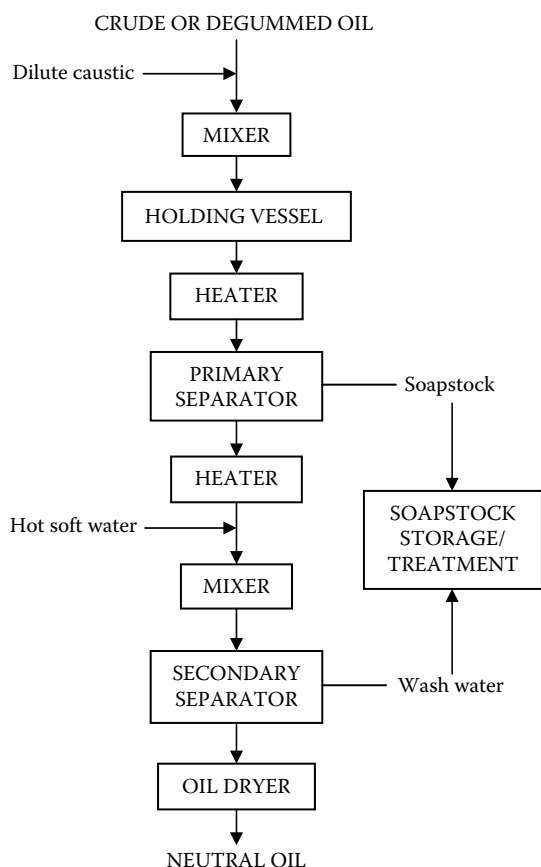 CRUDE OR DEGUMMED OIL
Dilute caustic
MIXER
HOLDING VESSEL
HEATER
PRIMARY
SEPARATOR
Soapstock
HEATER
Hot soft water
SOAPSTOCK
STORAGE/
TREATMENT
MIXER
SECONDARY
SEPARATOR
Wash water
OIL DRYER
NEUTRAL OIL